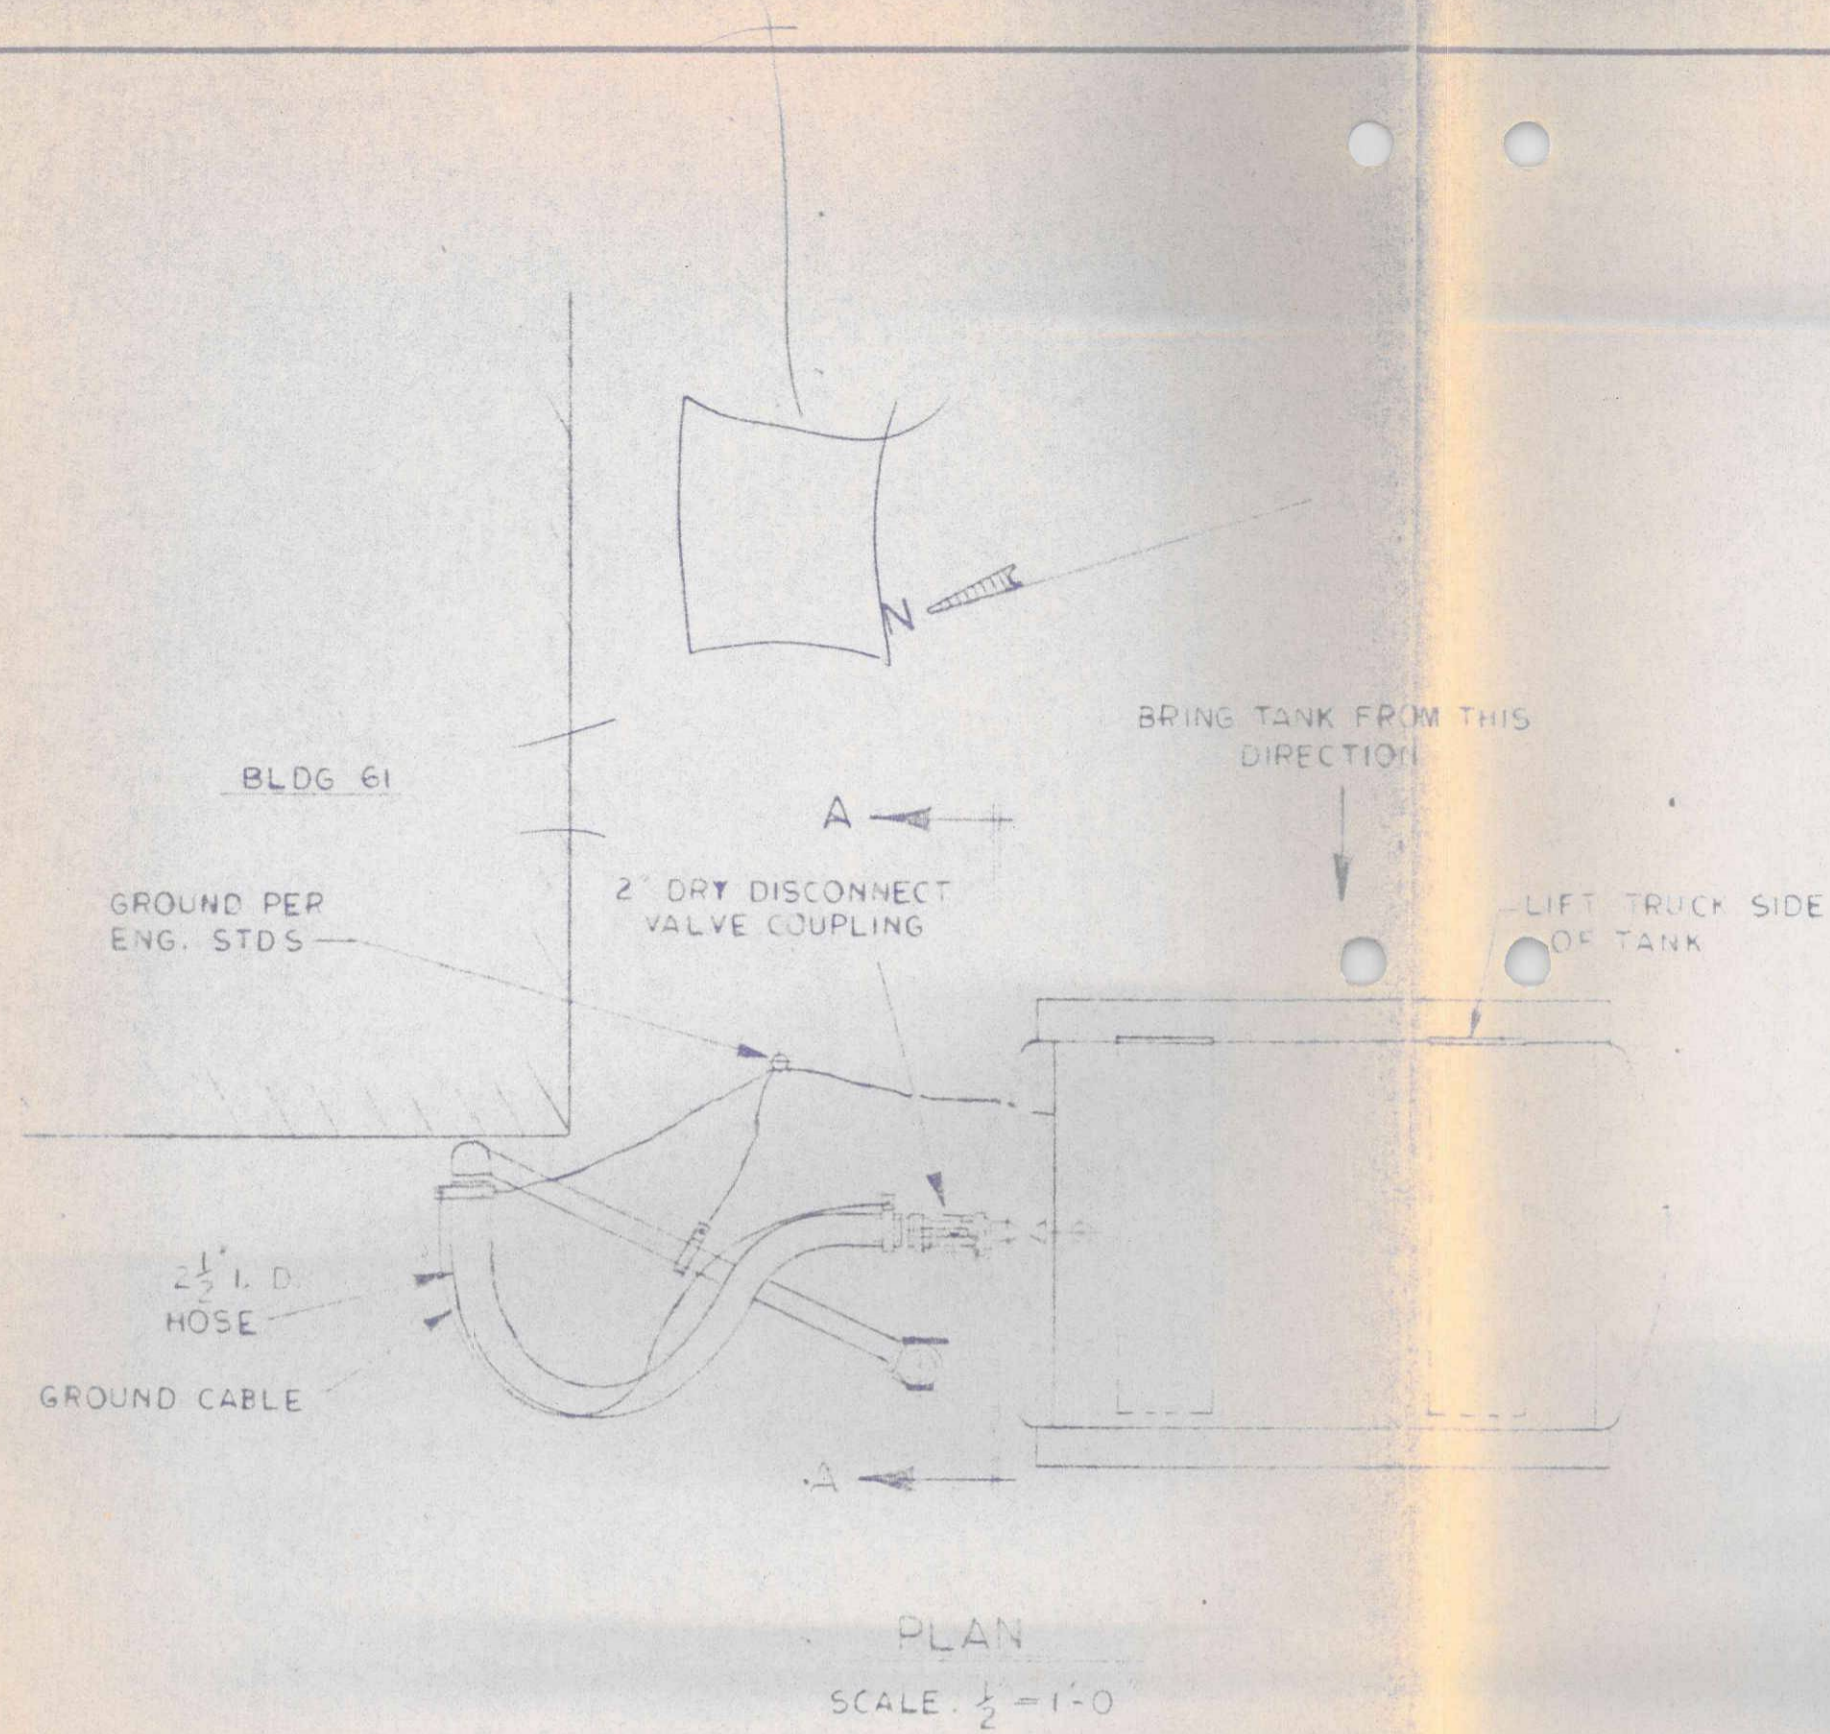 N
BRING TANK FROM THIS
DIRECTION
BLDG 61
A
GROUND PER
ENG. STDS
2" DRY DISCONNECT
VALVE COUPLING
LIFT TRUCK SIDE
OF TANK
2½" I. D.
HOSE
GROUND CABLE
A
PLAN
SCALE. ½ = 1'-0